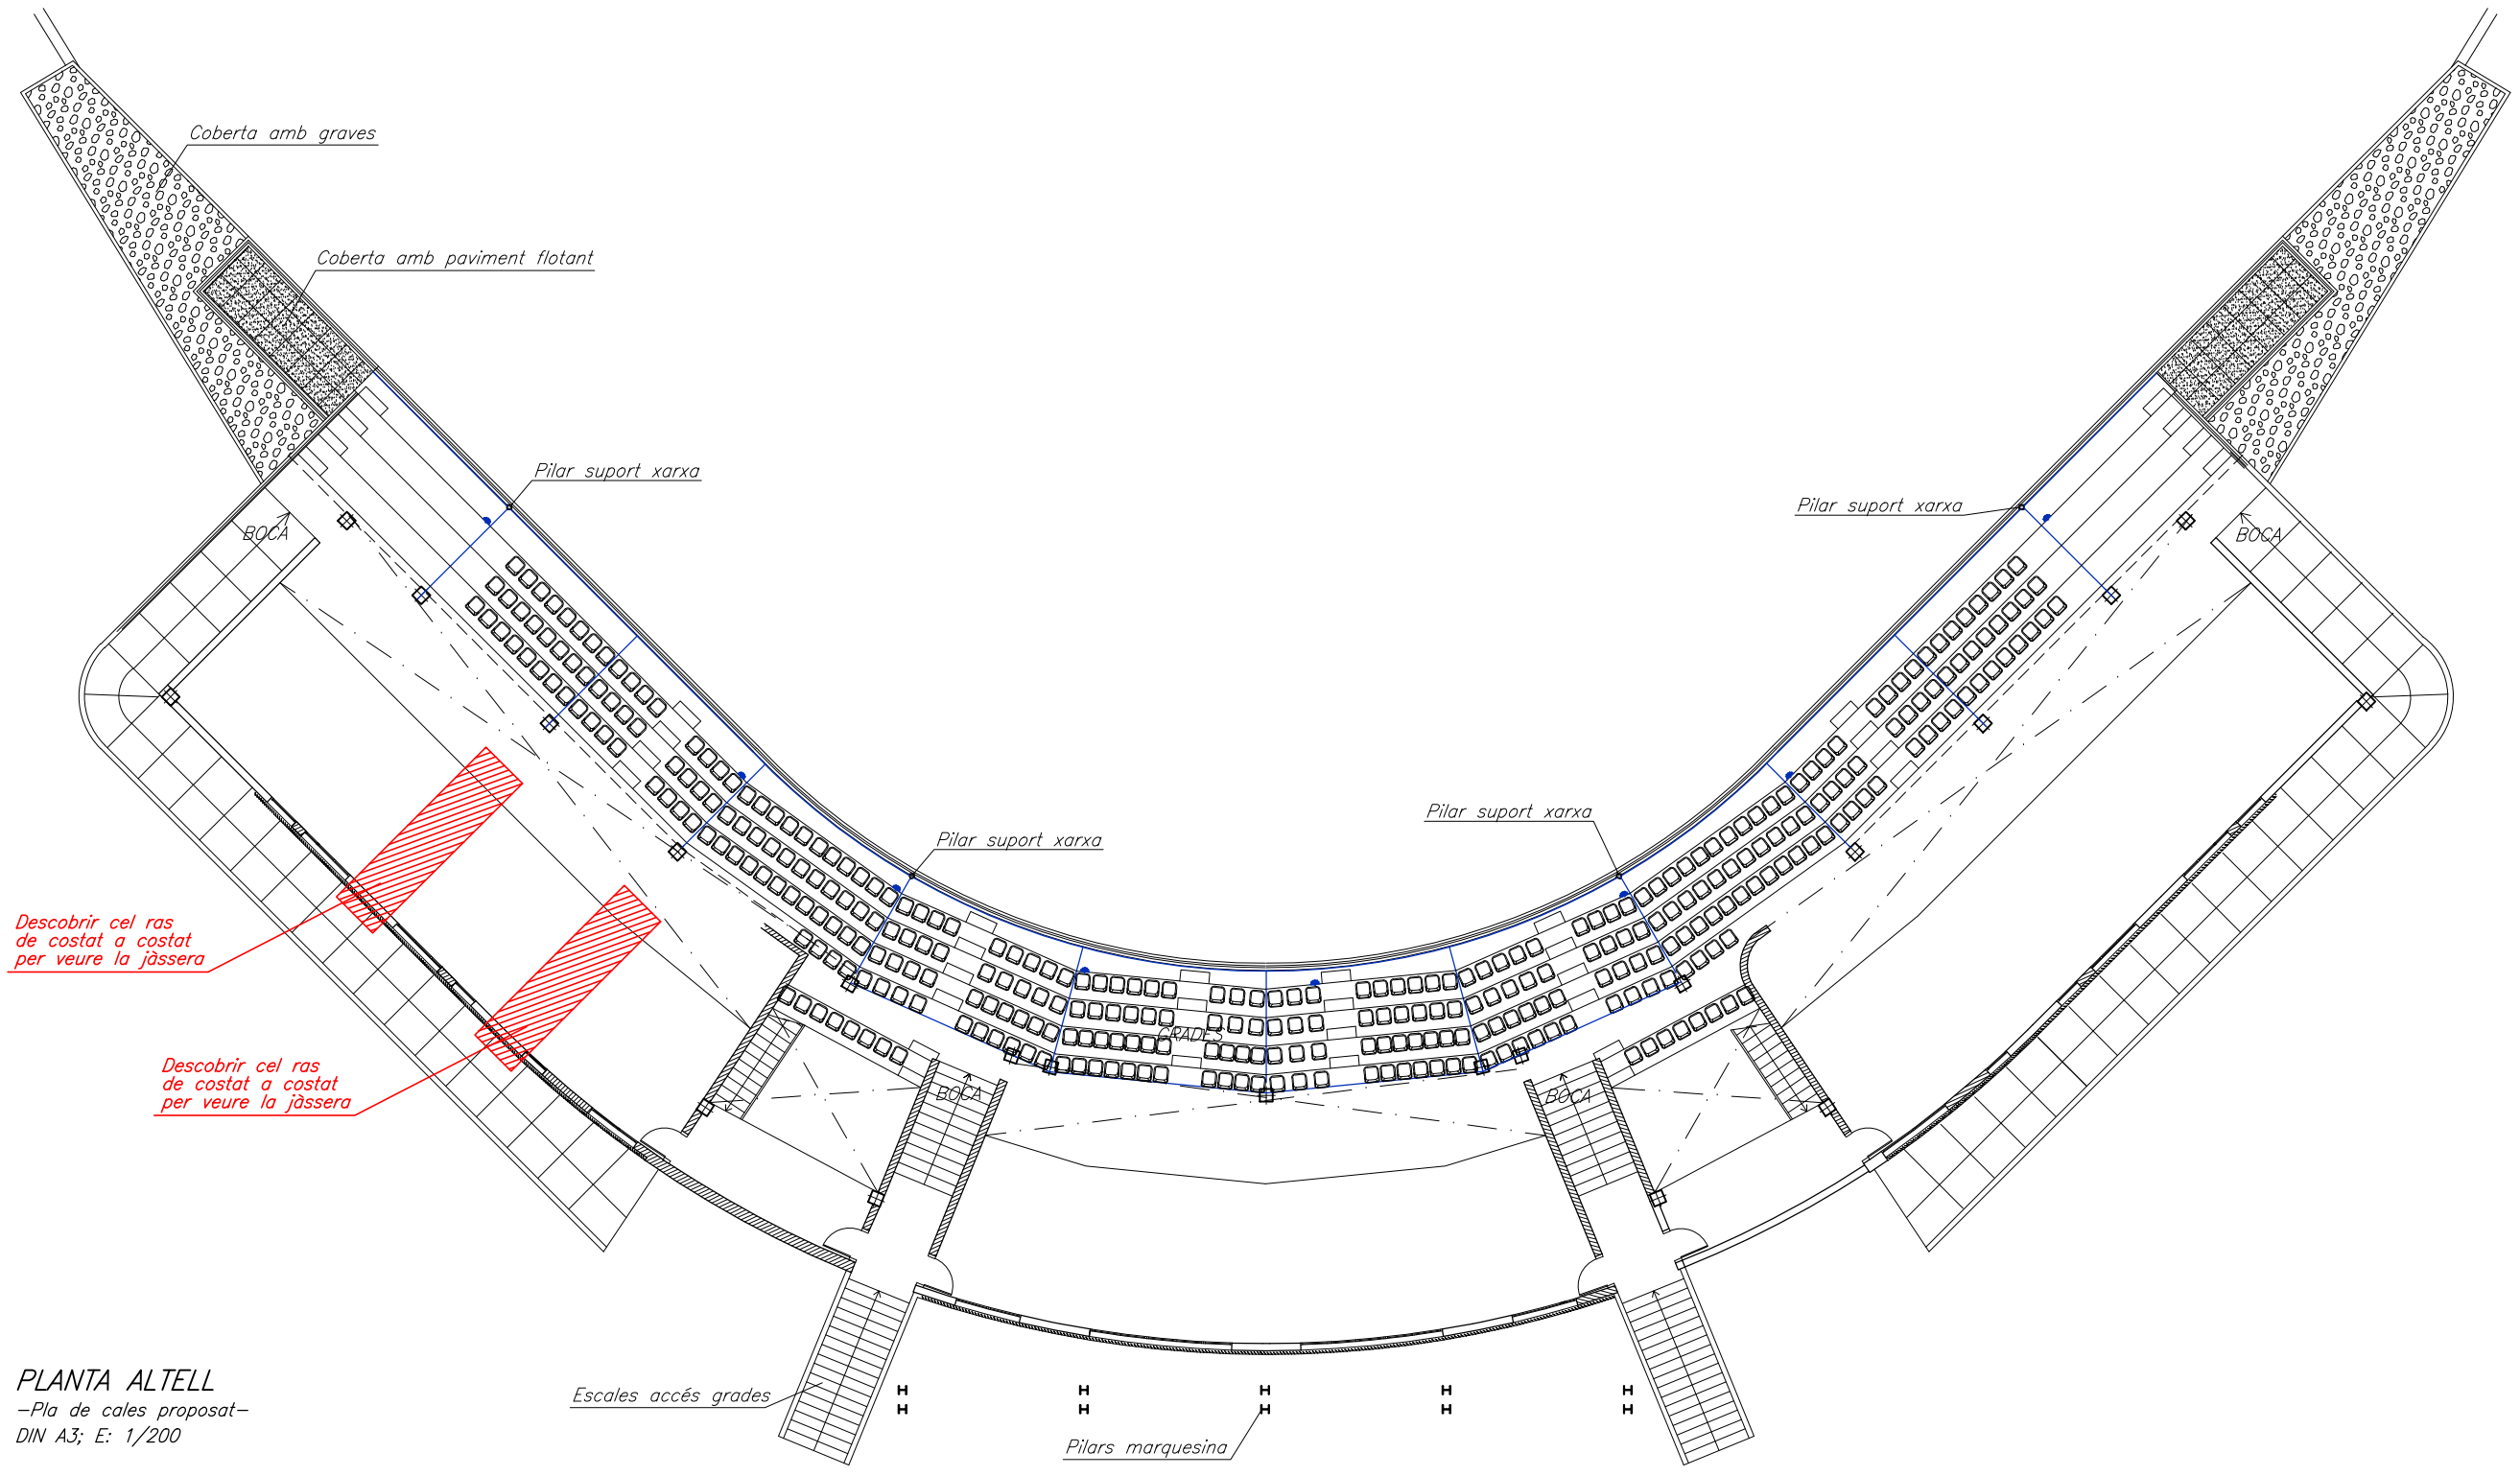 Coberta amb graves
Coberta amb paviment flotant
Pilar suport xarxa
Pilar suport xarxa
BOCA
BOCA
Pilar suport xarxa
Pilar suport xarxa
Descobrir cel ras
de costat a costat
per veure la jàssera
GRADES
Descobrir cel ras
de costat a costat
per veure la jàssera
BOCA
BOCA
PLANTA ALTELL
-Pla de cales proposat-
DIN A3; E: 1/200
Escales accés grades
Pilars marquesina